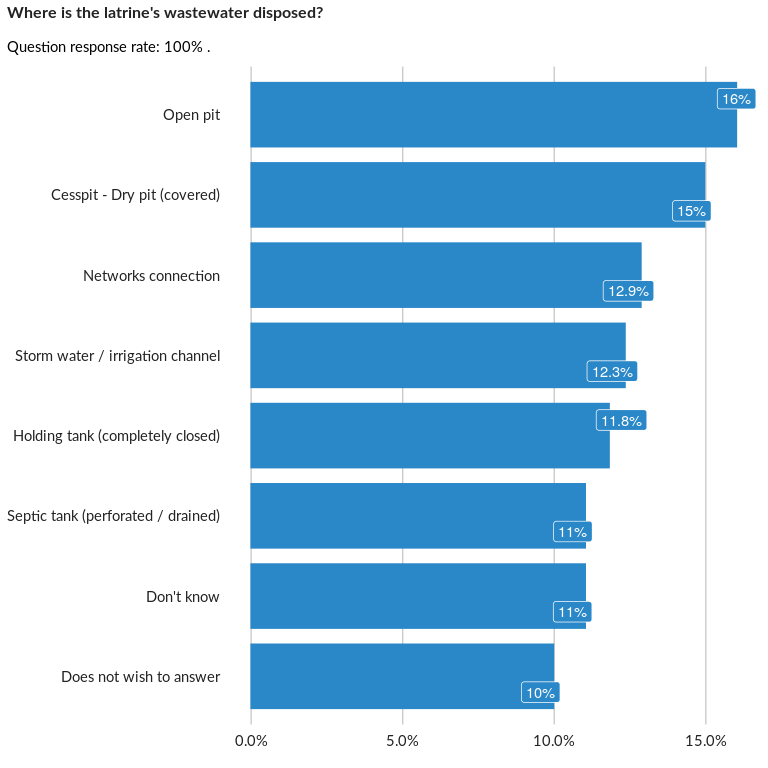 Where is the latrine's wastewater disposed?
Question response rate: 100% .
Open pit
16%
Cesspit - Dry pit (covered)
15%
Networks connection
12.9%
Storm water / irrigation channel
12.3%
Holding tank (completely closed)
11.8%
Septic tank (perforated / drained)
11%
Don't know
11%
Does not wish to answer
10%
0.0% 5.0% 10.0% 15.0%